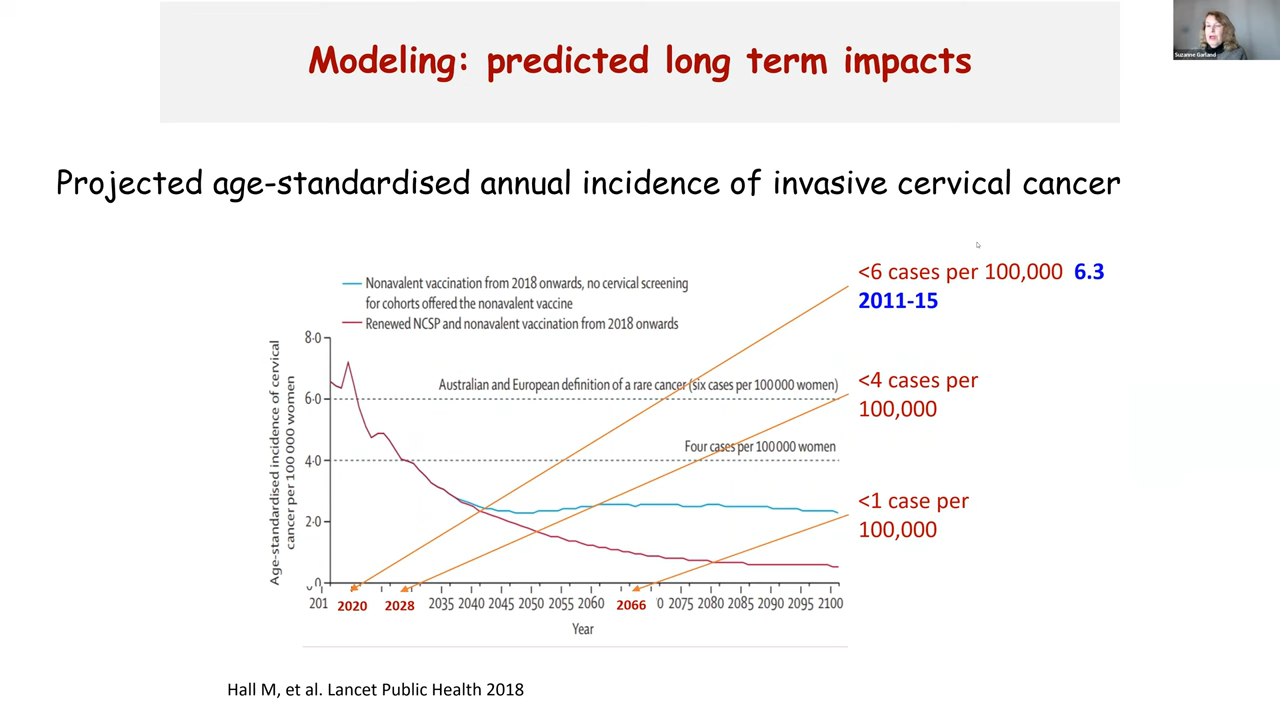 Modeling: predicted long term impacts
Suzanne Garland
Projected age-standardised annual incidence of invasive cervical cancer
<6 cases per 100,000 6.3
2011-15
<4 cases per
100,000
<1 case per
100,000
Nonavalent vaccination from 2018 onwards, no cervical screening
for cohorts offered the nonavalent vaccine
Renewed NCSP and nonavalent vaccination from 2018 onwards
Age-standardised incidence of cervical
cancer per 100 000 women
8·0
6·0
4·0
2·0
0
Australian and European definition of a rare cancer (six cases per 100 000 women)
Four cases per 100 000 women
201 2020 2028 2035 2040 2045 2050 2055 2060 2066 0 2075 2080 2085 2090 2095 2100
Year
Hall M, et al. Lancet Public Health 2018